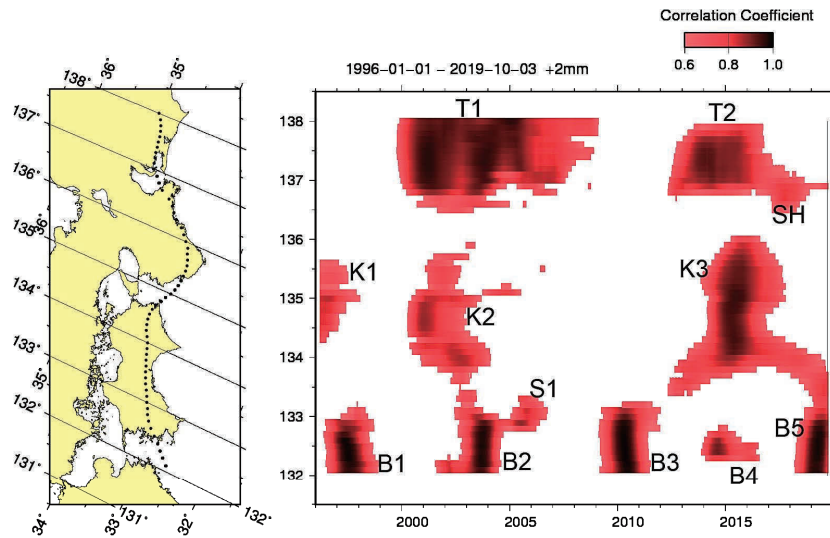 Correlation Coefficient
0.6 0.8 1.0
1996-01-01 - 2019-10-03 +2mm
138° 36° 35°
137°
136°
36°
135°
134°
133°
35°
132°
131°
34° 33° 131° 32° 132°
138
137
136
135
134
133
132
2000 2005 2010 2015
T1 T2
SH
K1 K3
K2
S1
B1 B2 B3 B4 B5